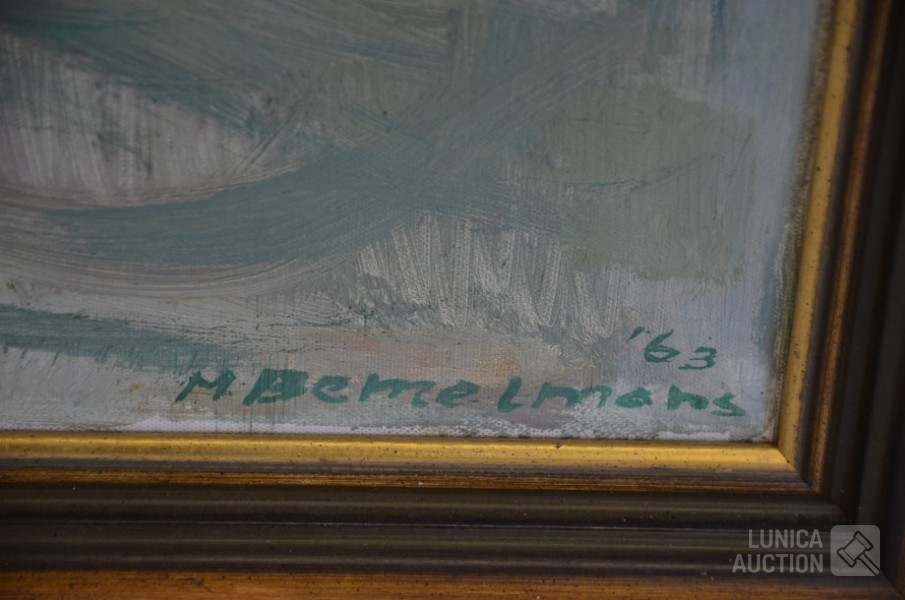 '63
M. Bemelmans
LUNICA
AUCTION